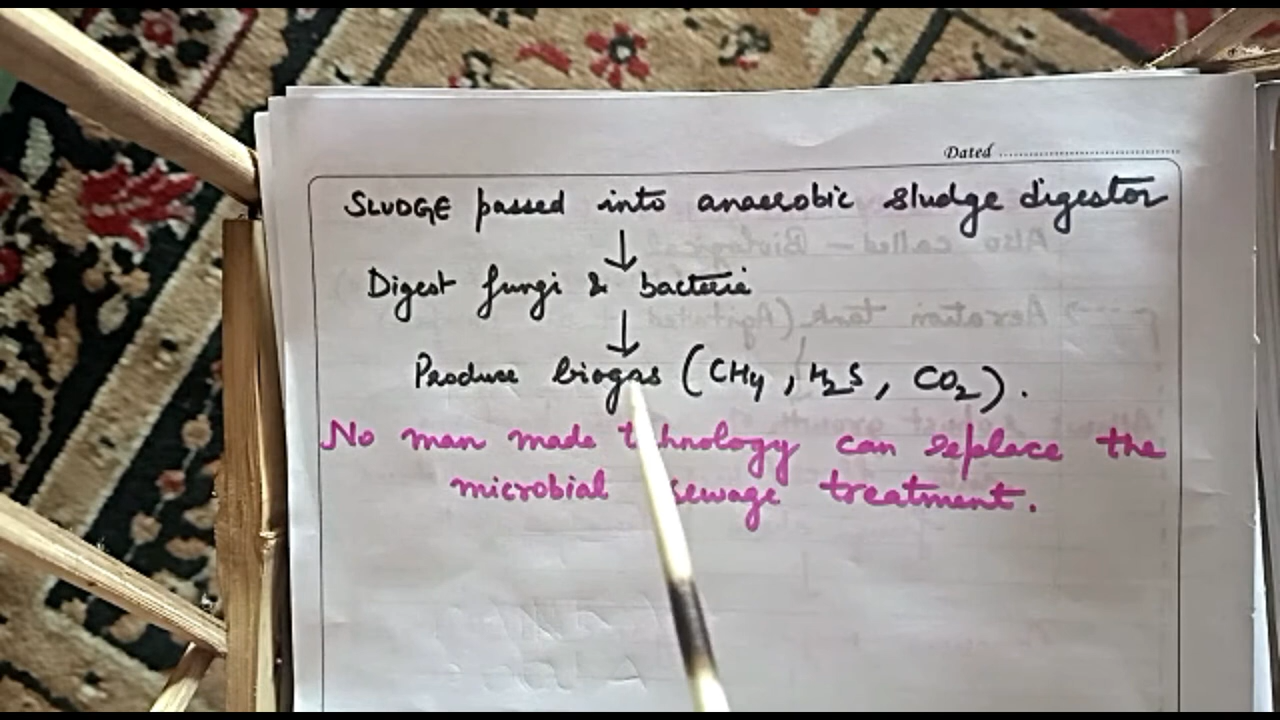 Dated
SLUDGE passed into anaerobic sludge digestor
↓
Digest fungi & bacteria
↓
Produce biogas (CH4, H2S, CO2).
No man made technology can replace the
microbial sewage treatment.